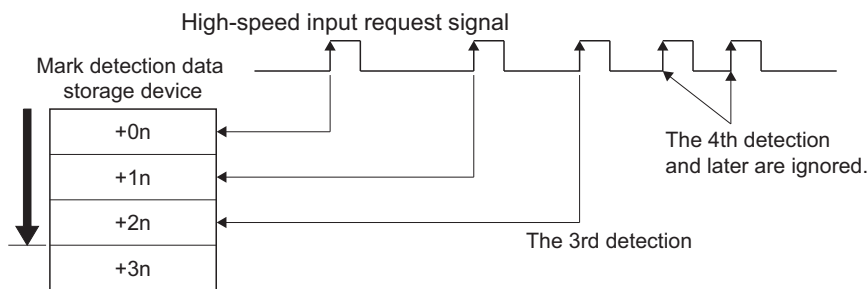 High-speed input request signal
Mark detection data
storage device
+0n
+1n
+2n
+3n
The 4th detection
and later are ignored.
The 3rd detection